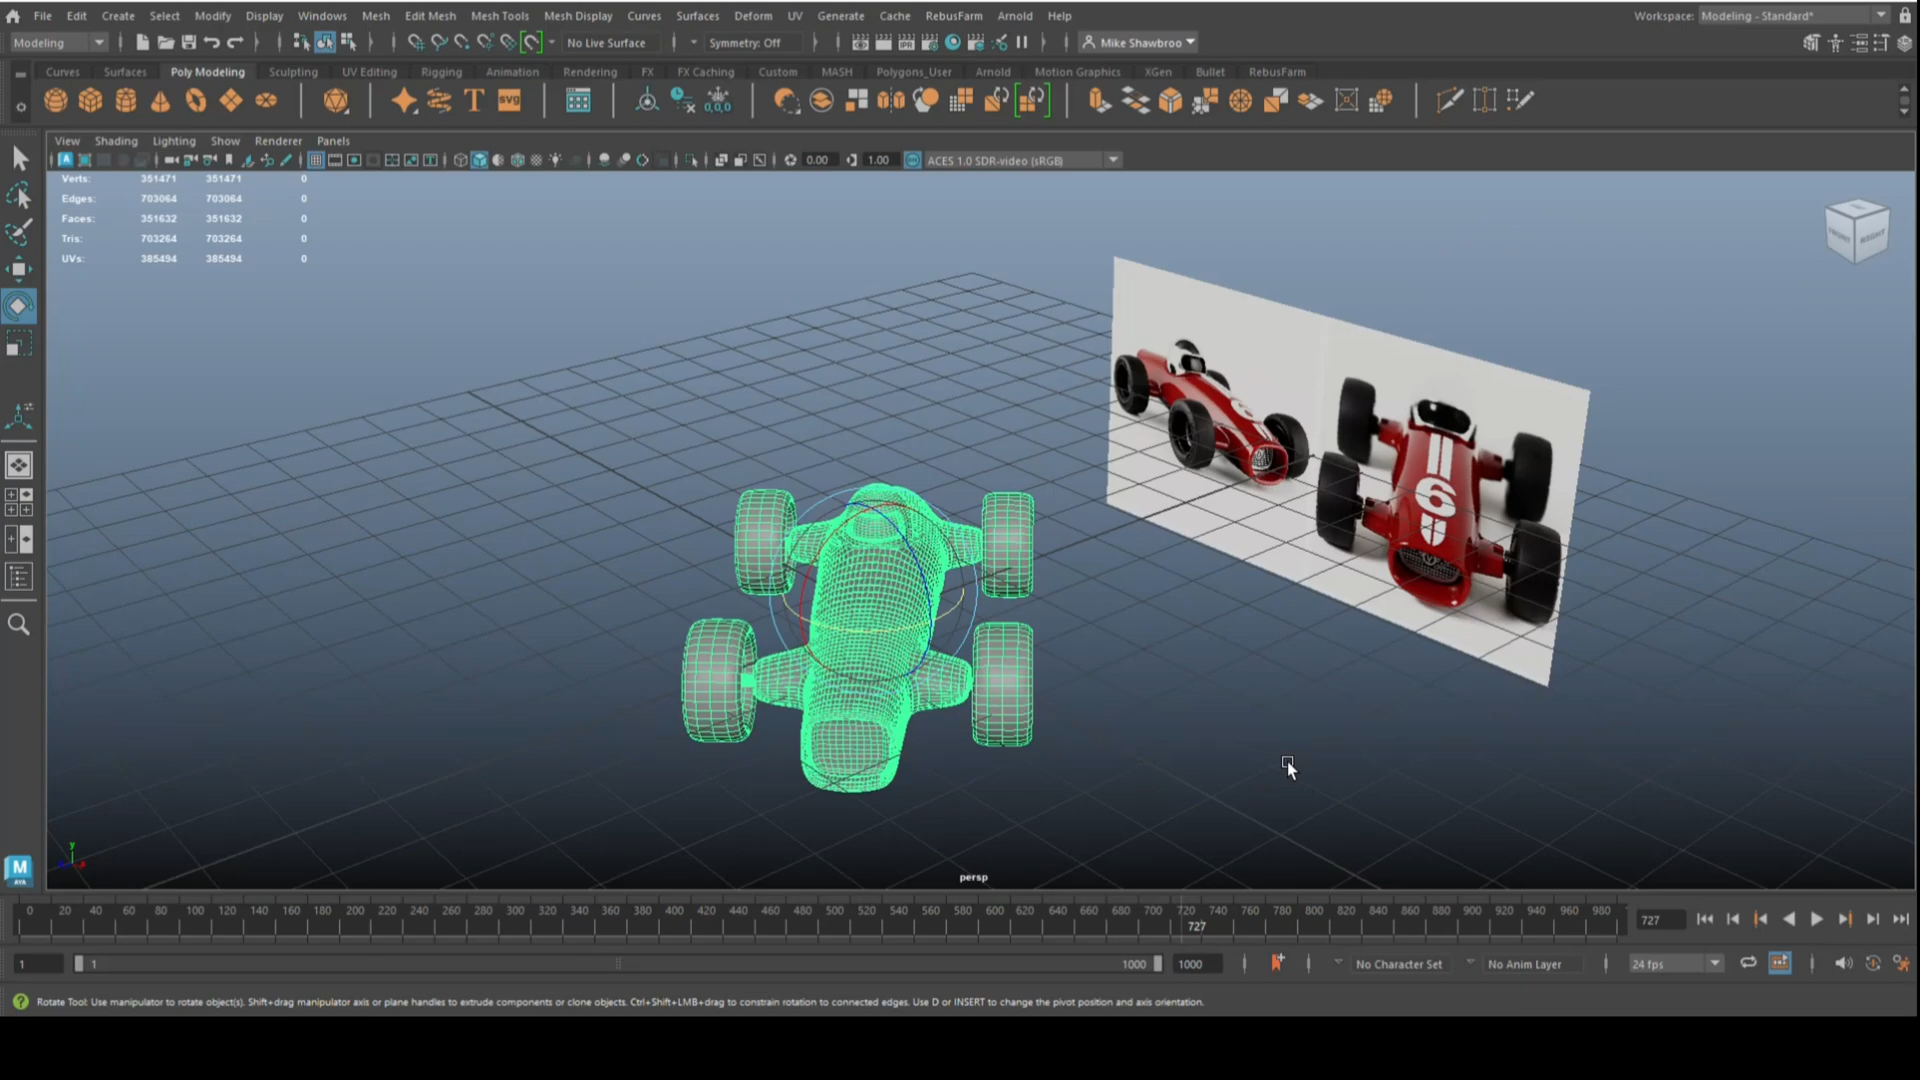 File Edit Create Select Modify Display Windows Mesh Edit Mesh Mesh Tools Mesh Display Curves Surfaces Deform UV Generate Cache RebusFarm Arnold Help Workspace: Modeling - Standard*
Modeling No Live Surface Symmetry: Off Mike Shawbroo
Curves Surfaces Poly Modeling Sculpting UV Editing Rigging Animation Rendering FX FX Caching Custom MASH Polygons_User Arnold Motion Graphics XGen Bullet RebusFarm
T SVG 0,0,0
View Shading Lighting Show Renderer Panels
0.00 1.00 ACES 1.0 SDR-video (sRGB)
Verts: 351471 351471 0
Edges: 703064 703064 0
Faces: 351632 351632 0
Tris: 703264 703264 0
UVs: 385494 385494 0
FRONT RIGHT
6
6
M
AYA
y
persp
0 20 40 60 80 100 120 140 160 180 200 220 240 260 280 300 320 340 360 380 400 420 440 460 480 500 520 540 560 580 600 620 640 660 680 700 720 740 760 780 800 820 840 860 880 900 920 940 960 980
727 727
1 1 1000 1000 No Character Set No Anim Layer 24 fps
Rotate Tool: Use manipulator to rotate object(s). Shift+drag manipulator axis or plane handles to extrude components or clone objects. Ctrl+Shift+LMB+drag to constrain rotation to connected edges. Use D or INSERT to change the pivot position and axis orientation.